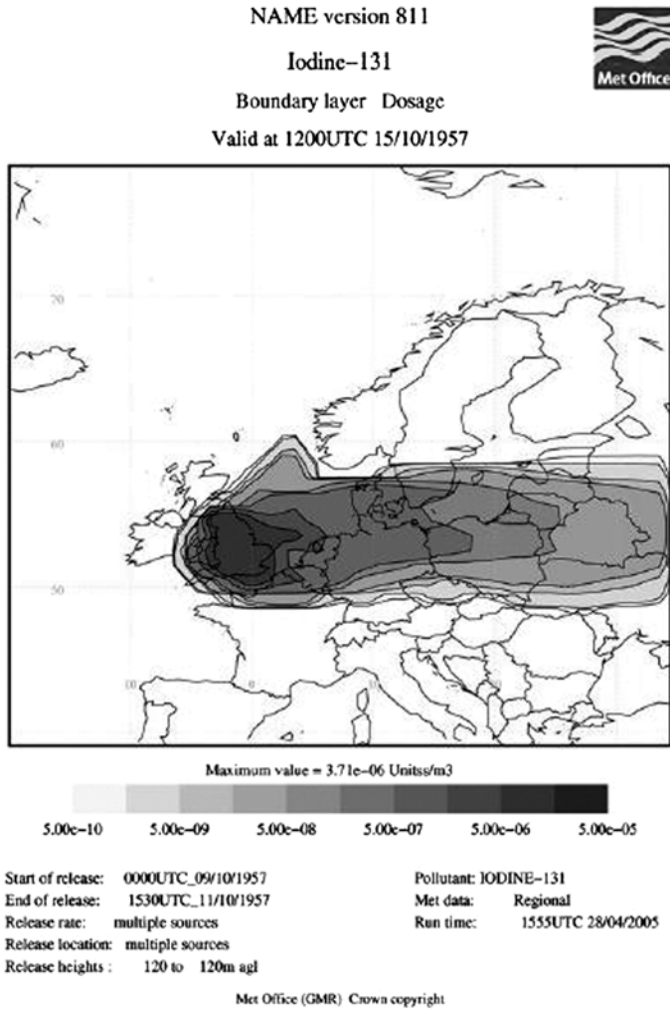 NAME version 811
Met Office
Iodine−131
Boundary layer Dosage
Valid at 1200UTC 15/10/1957
70
60
50
10
0
10
Maximum value = 3.71e−06 Unitss/m3
5.00e−10 5.00e−09 5.00e−08 5.00e−07 5.00e−06 5.00e−05
Start of release: 0000UTC_09/10/1957
End of release: 1530UTC_11/10/1957
Release rate: multiple sources
Release location: multiple sources
Release heights : 120 to 120m agl
Pollutant: IODINE−131
Met data: Regional
Run time: 1555UTC 28/04/2005
Met Office (GMR) Crown copyright